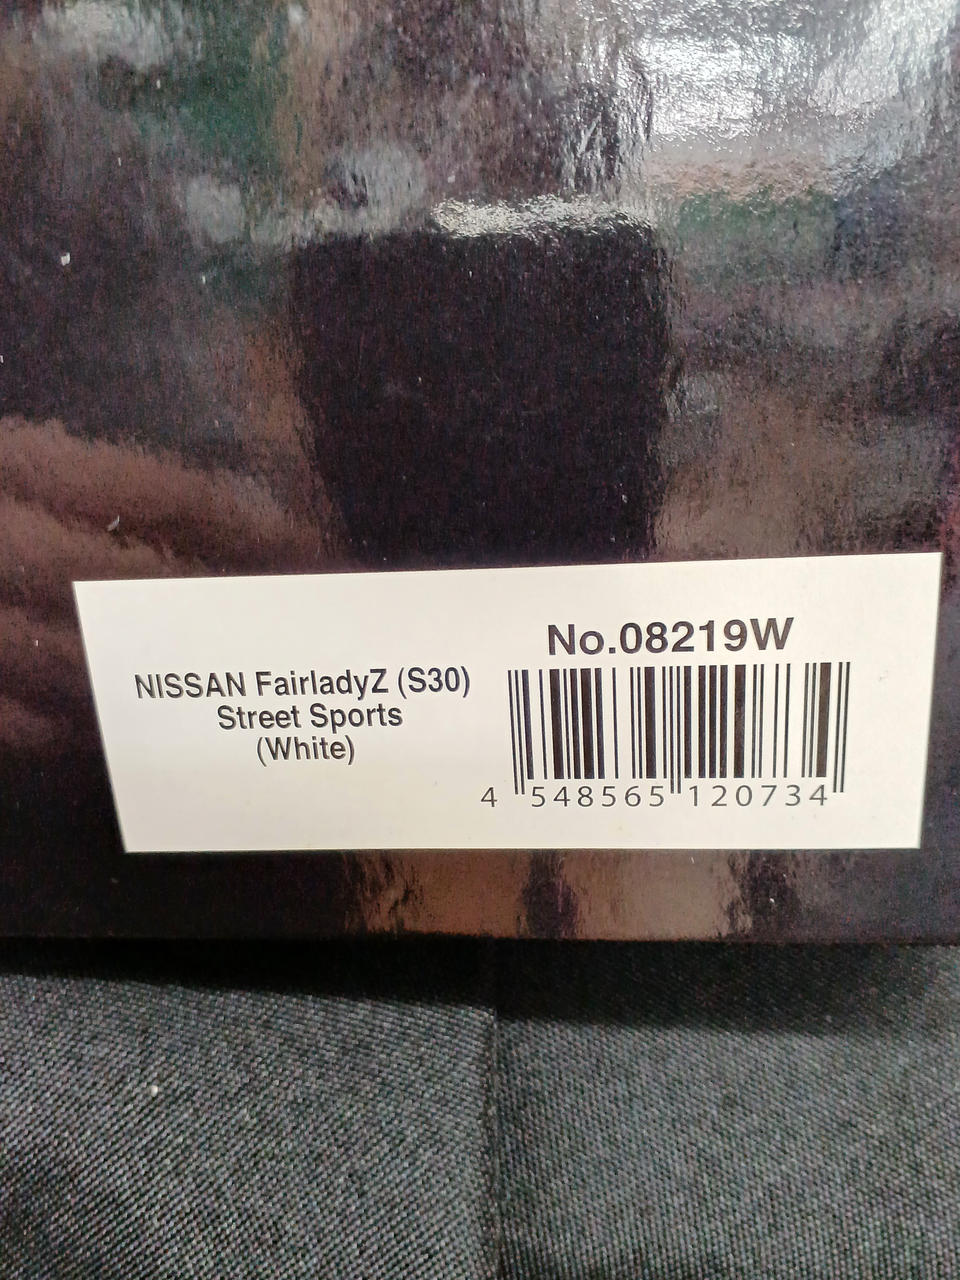 NISSAN FairladyZ (S30)
Street Sports
(White)
No.08219W
4 548565 120734